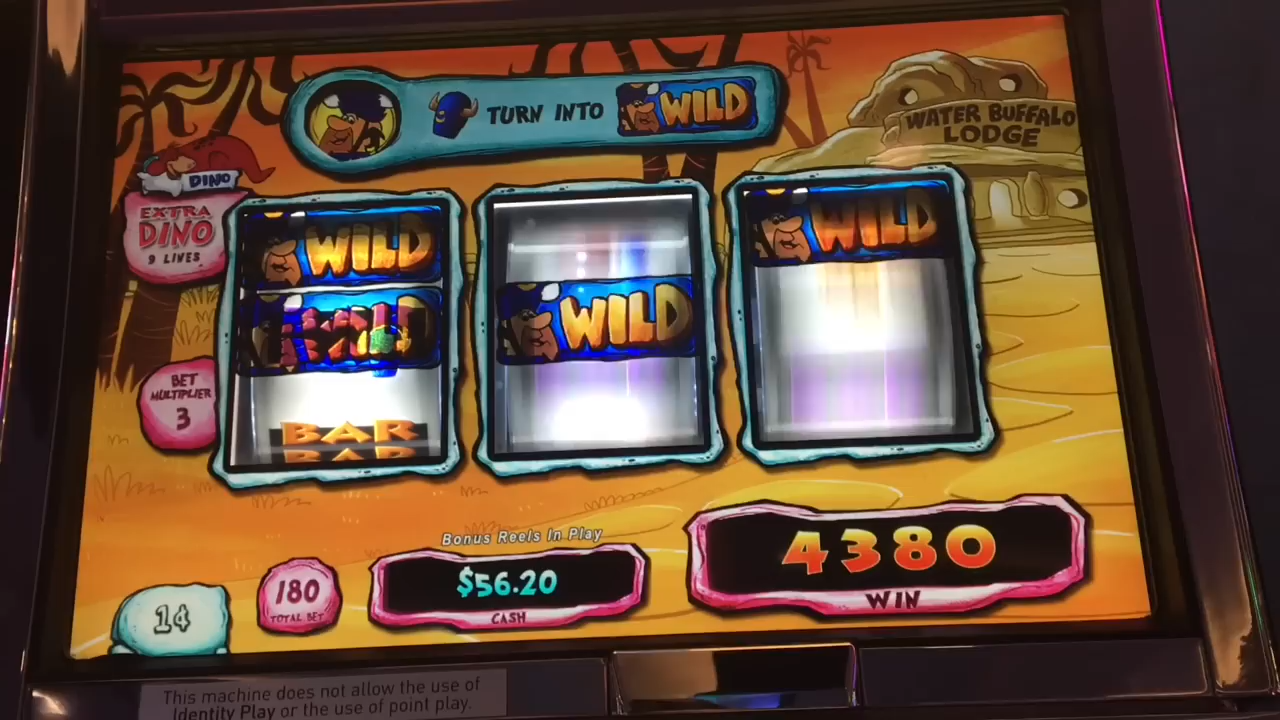 TURN INTO WILD
WATER BUFFALO
LODGE
DINO
EXTRA
DINO
9 LIVES
WILD
WILD
WILD
BET
MULTIPLIER
3
BAR
BAR
Bonus Reels In Play
14
180
TOTAL BET
$56.20
CASH
4380
WIN
This machine does not allow the use of
Identity Play or the use of point play.